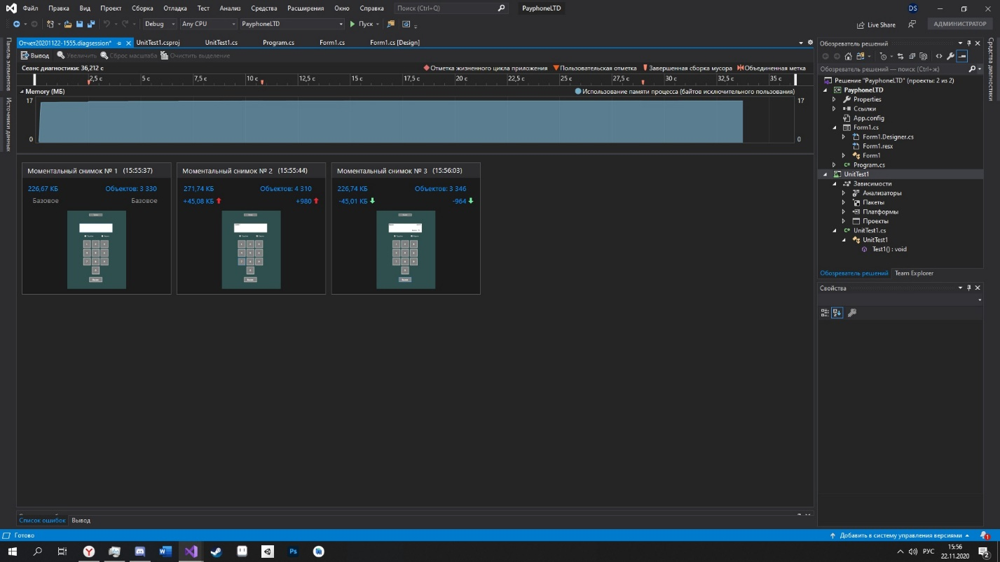 Файл Правка Вид Проект Сборка Отладка Тест Анализ Средства Расширения Окно Справка Поиск (Ctrl+Q) PayphoneLTD DS
Debug Any CPU PayphoneLTD Пуск Live Share АДМИНИСТРАТОР
Панель элементов
Источники данных
Отчет20201122-1555.diagsession* UnitTest1.csproj UnitTest1.cs Program.cs Form1.cs Form1.cs [Design]
Вывод Увеличить Сброс масштаба Очистить выделение
Сеанс диагностики: 36,212 с Отметка жизненного цикла приложения Пользовательская отметка Завершенная сборка мусора Объединенная метка
2,5 с 5 с 7,5 с 10 с 12,5 с 15 с 17,5 с 20 с 22,5 с 25 с 27,5 с 30 с 32,5 с 35 с
Memory (МБ) Использование памяти процесса (байтов исключительного пользования)
17 17
0 0
Моментальный снимок № 1 (15:55:37)
226,67 КБ Объектов: 3 330
Базовое Базовое
Моментальный снимок № 2 (15:55:44)
271,74 КБ Объектов: 4 310
+45,08 КБ +980
Моментальный снимок № 3 (15:56:03)
226,74 КБ Объектов: 3 346
-45,01 КБ -964
Обозреватель решений
Обозреватель решений — поиск (Ctrl+ж)
Решение "PayphoneLTD" (проекты: 2 из 2)
PayphoneLTD
Properties
Ссылки
App.config
Form1.cs
Form1.Designer.cs
Form1.resx
Form1
Program.cs
UnitTest1
Зависимости
Анализаторы
Пакеты
Платформы
Проекты
UnitTest1.cs
UnitTest1
Test1() : void
Обозреватель решений Team Explorer
Свойства
Средства диагностики
Список ошибок Вывод
Готово Добавить в систему управления версиями 1
РУС 15:56
22.11.2020 2